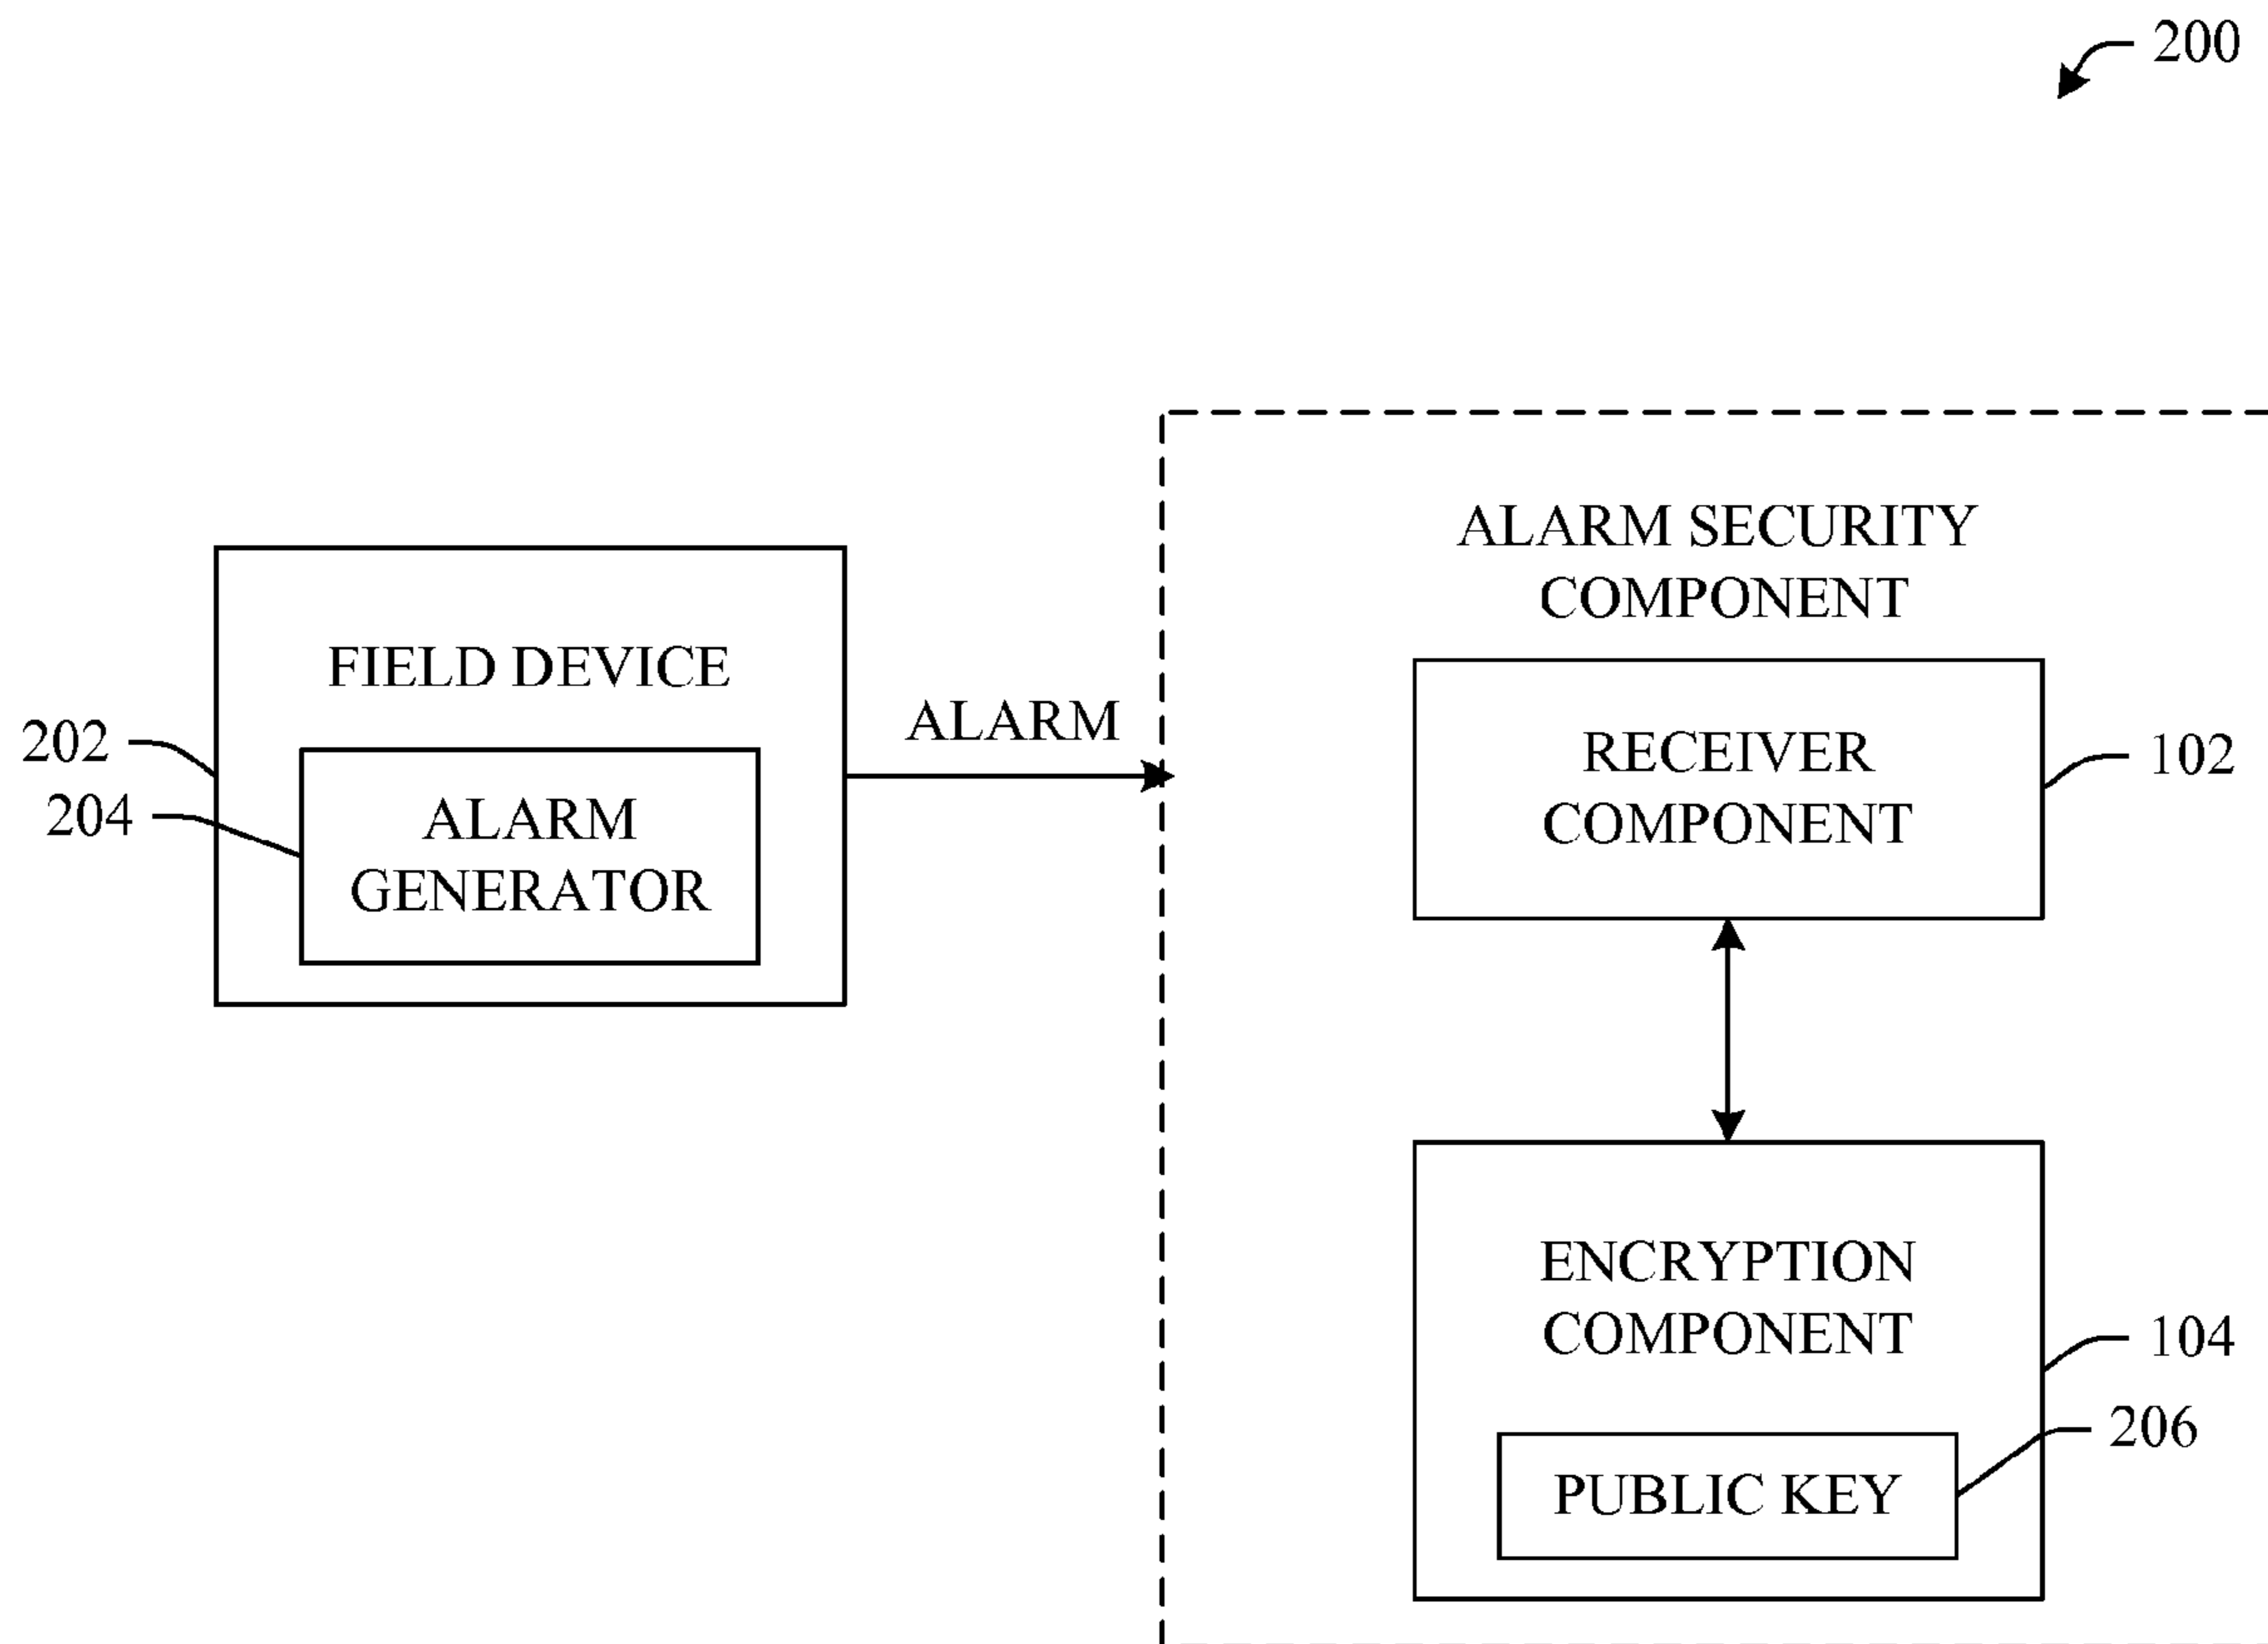 200
ALARM SECURITY
COMPONENT
FIELD DEVICE
ALARM
202
RECEIVER
COMPONENT
102
204
ALARM
GENERATOR
ENCRYPTION
COMPONENT
104
206
PUBLIC KEY